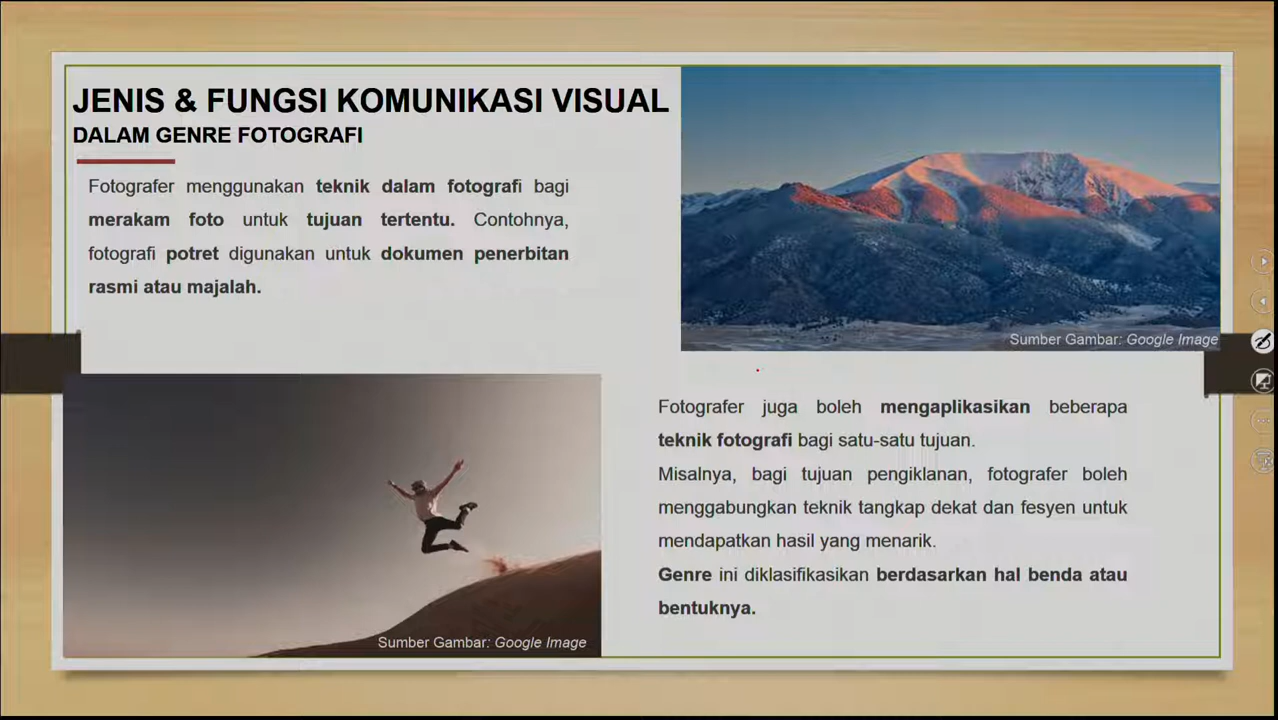 JENIS & FUNGSI KOMUNIKASI VISUAL
DALAM GENRE FOTOGRAFI
Fotografer menggunakan teknik dalam fotografi bagi
merakam foto untuk tujuan tertentu. Contohnya,
fotografi potret digunakan untuk dokumen penerbitan
rasmi atau majalah.
Sumber Gambar: Google Image
Sumber Gambar: Google Image
Fotografer juga boleh mengaplikasikan beberapa
teknik fotografi bagi satu-satu tujuan.
Misalnya, bagi tujuan pengiklanan, fotografer boleh
menggabungkan teknik tangkap dekat dan fesyen untuk
mendapatkan hasil yang menarik.
Genre ini diklasifikasikan berdasarkan hal benda atau
bentuknya.